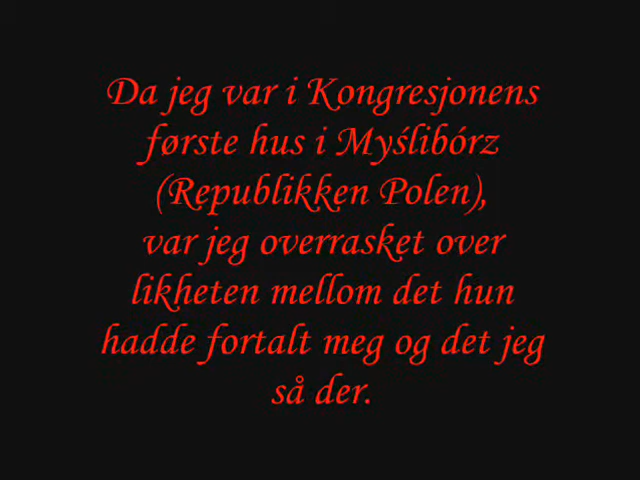 Da jeg var i Kongresjonens
første hus i Myślibórz
(Republikken Polen),
var jeg overrasket over
likheten mellom det hun
hadde fortalt meg og det jeg
så der.